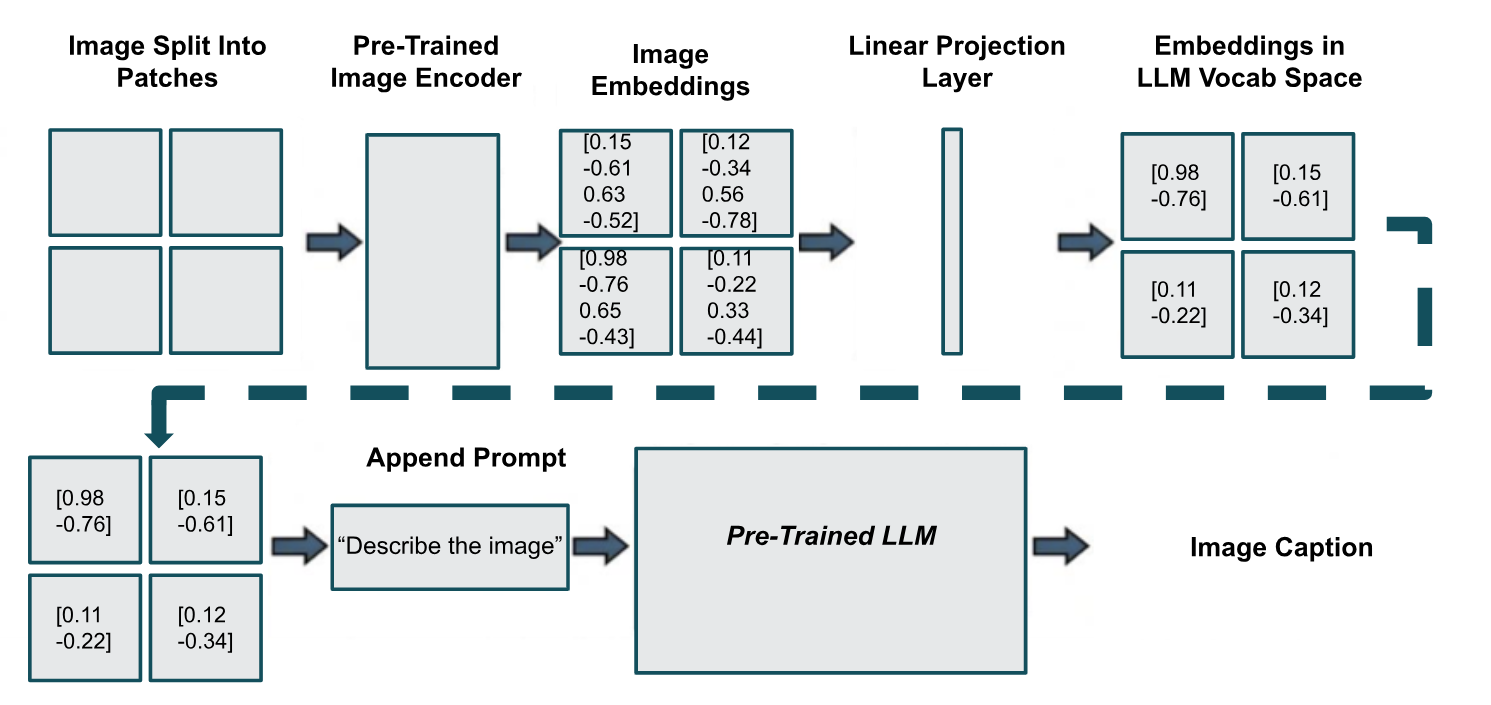 Image Split Into
Patches
Pre-Trained
Image Encoder
Image
Embeddings
Linear Projection
Layer
Embeddings in
LLM Vocab Space
[0.15
-0.61
0.63
-0.52]
[0.12
-0.34
0.56
-0.78]
[0.98
-0.76
0.65
-0.43]
[0.11
-0.22
0.33
-0.44]
[0.98
-0.76]
[0.15
-0.61]
[0.11
-0.22]
[0.12
-0.34]
[0.98
-0.76]
[0.15
-0.61]
[0.11
-0.22]
[0.12
-0.34]
Append Prompt
“Describe the image”
Pre-Trained LLM
Image Caption